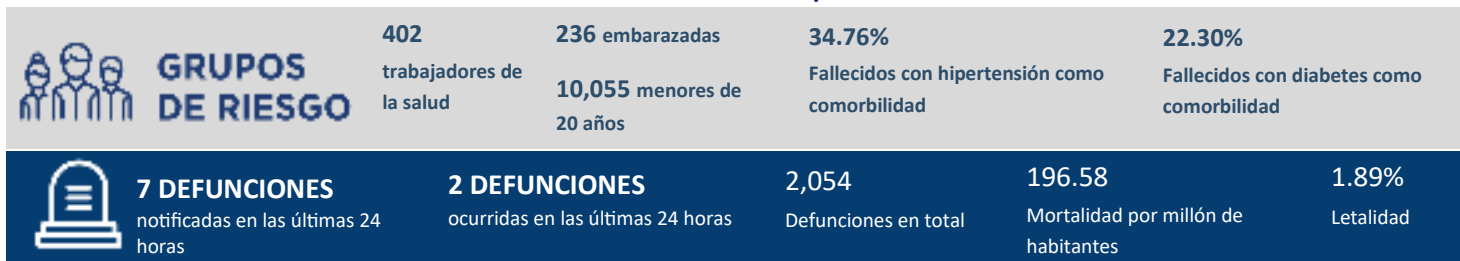 GRUPOS
DE RIESGO
402
trabajadores de
la salud
236 embarazadas
10,055 menores de
20 años
34.76%
Fallecidos con hipertensión como
comorbilidad
22.30%
Fallecidos con diabetes como
comorbilidad
7 DEFUNCIONES
notificadas en las últimas 24
horas
2 DEFUNCIONES
ocurridas en las últimas 24 horas
2,054
Defunciones en total
196.58
Mortalidad por millón de
habitantes
1.89%
Letalidad